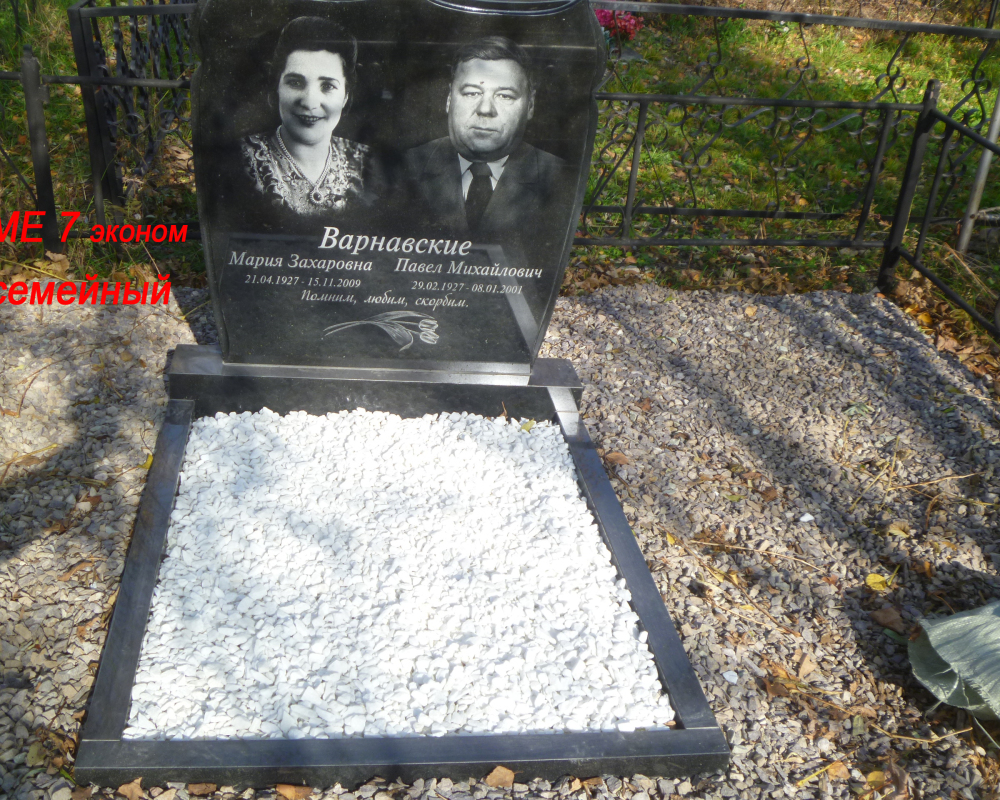 МЕ 7 эконом
семейный
Варнавские
Мария Захаровна Павел Михайлович
21.04.1927 - 15.11.2009 29.02.1927 - 08.01.2001
Помним, любим, скорбим.